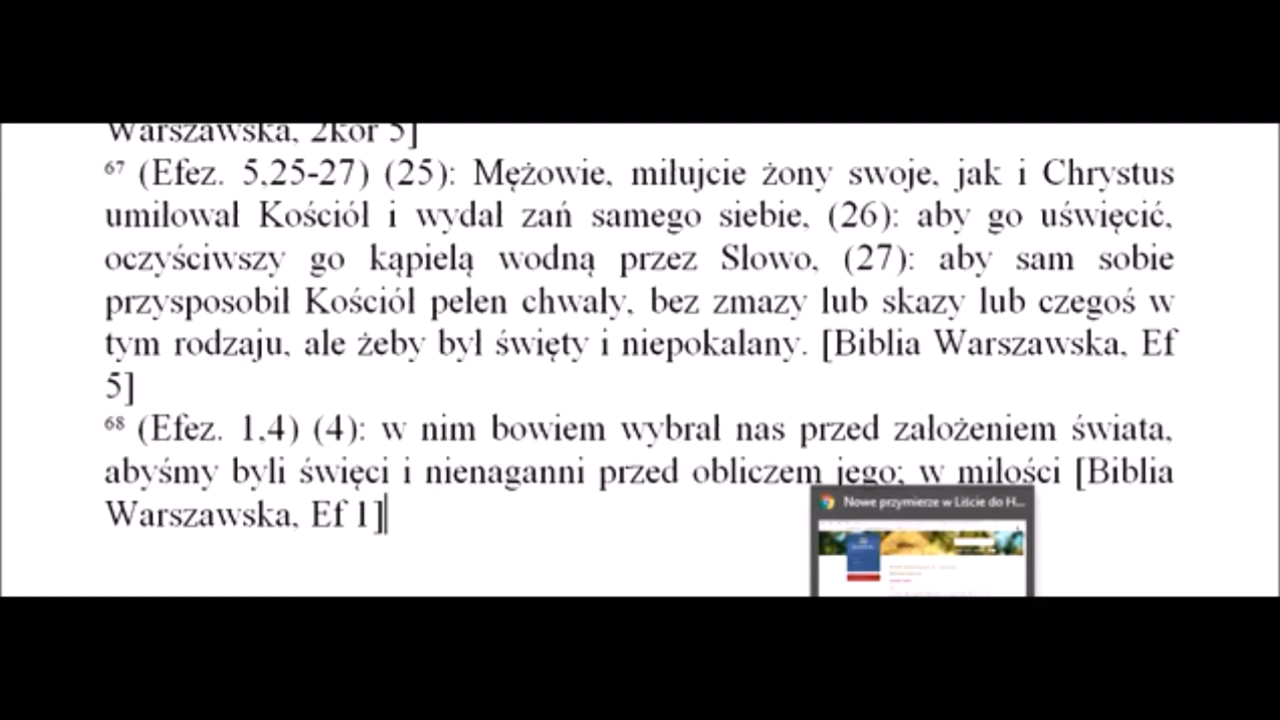 Warszawska, 2kor 5]
67 (Efez. 5,25-27) (25): Mężowie, miłujcie żony swoje, jak i Chrystus
umiłował Kościół i wydał zań samego siebie, (26): aby go uświęcić,
oczyściwszy go kąpielą wodną przez Słowo, (27): aby sam sobie
przysposobił Kościół pełen chwały, bez zmazy lub skazy lub czegoś w
tym rodzaju, ale żeby był święty i niepokalany. [Biblia Warszawska, Ef
5]
68 (Efez. 1,4) (4): w nim bowiem wybrał nas przed założeniem świata,
abyśmy byli święci i nienaganni przed obliczem jego; w miłości [Biblia
Warszawska, Ef 1]
Nowe przymierze w Liście do H...